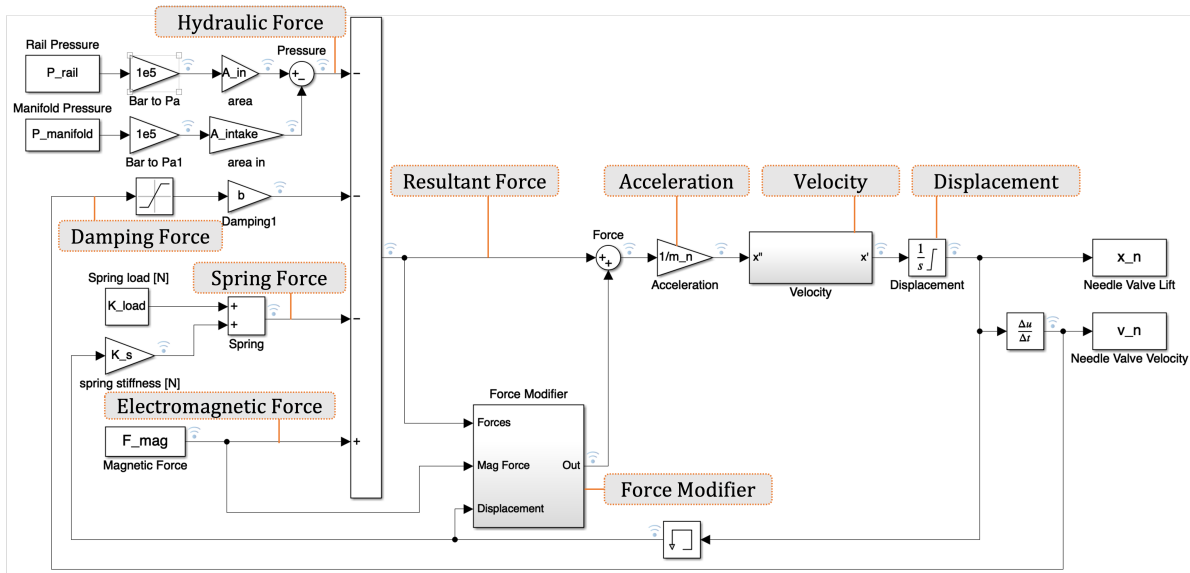 Hydraulic Force
Rail Pressure
P_rail
1e5
Bar to Pa
A_in
area
Pressure
+
−
−
Manifold Pressure
P_manifold
1e5
Bar to Pa1
A_intake
area in
b
Damping1
−
Damping Force
Resultant Force
Acceleration
Velocity
Displacement
Force
+
+
1/m_n
Acceleration
x"
x'
Velocity
1
s
Displacement
x_n
Needle Valve Lift
Δu
Δt
v_n
Needle Valve Velocity
Spring load [N]
K_load
Spring Force
+
+
Spring
−
K_s
spring stiffness [N]
Electromagnetic Force
F_mag
Magnetic Force
+
Force Modifier
Forces
Mag Force
Out
Displacement
Force Modifier